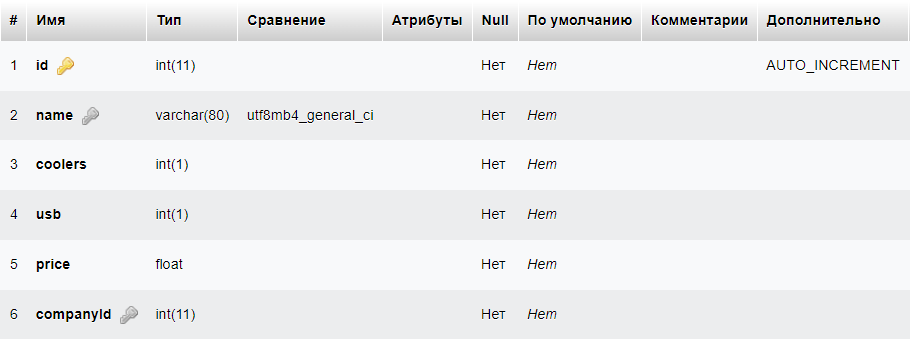 # Имя Тип Сравнение Атрибуты Null По умолчанию Комментарии Дополнительно
1 id int(11) Нет Нет AUTO_INCREMENT
2 name varchar(80) utf8mb4_general_ci Нет Нет
3 coolers int(1) Нет Нет
4 usb int(1) Нет Нет
5 price float Нет Нет
6 companyId int(11) Нет Нет